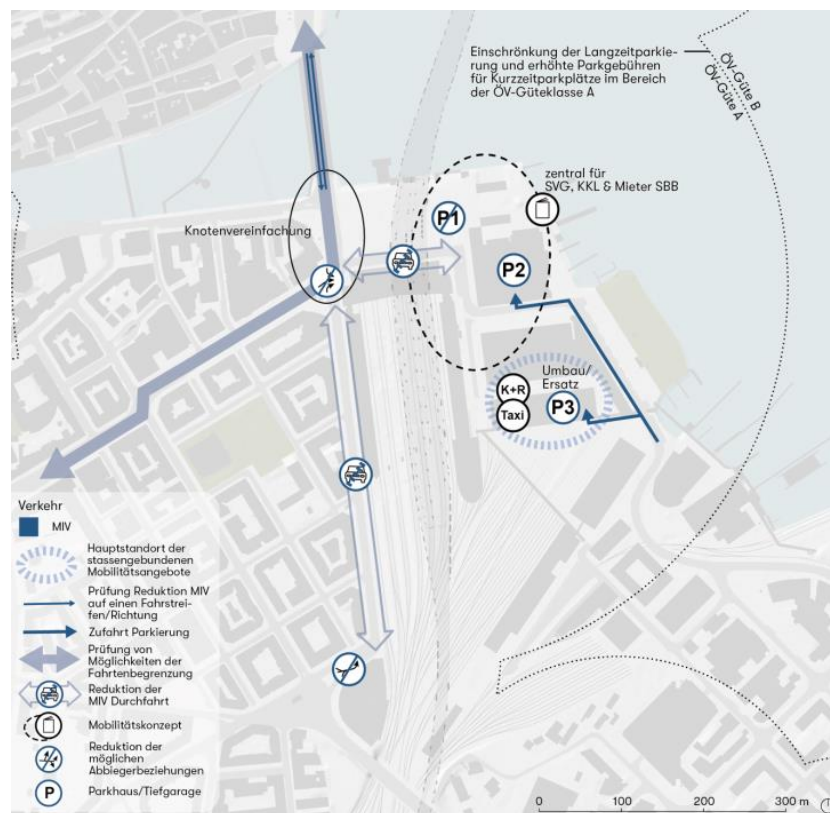 Einschränkung der Langzeitparkie-
rung und erhöhte Parkgebühren
für Kurzzeitparkplätze im Bereich
der ÖV-Güteklasse A
ÖV-Güte B
ÖV-Güte A
zentral für
SVG, KKL & Mieter SBB
P1
Knotenvereinfachung
P2
Umbau/
Ersatz
K+R
P3
Taxi
Verkehr
MIV
Hauptstandort der
stassengebundenen
Mobilitätsangebote
Prüfung Reduktion MIV
auf einen Fahrstrei-
fen/Richtung
Zufahrt Parkierung
Prüfung von
Möglichkeiten der
Fahrtenbegrenzung
Reduktion der
MIV Durchfahrt
Mobilitätskonzept
Reduktion der
möglichen
Abbiegerbeziehungen
P
Parkhaus/Tiefgarage
0 100 200 300 m